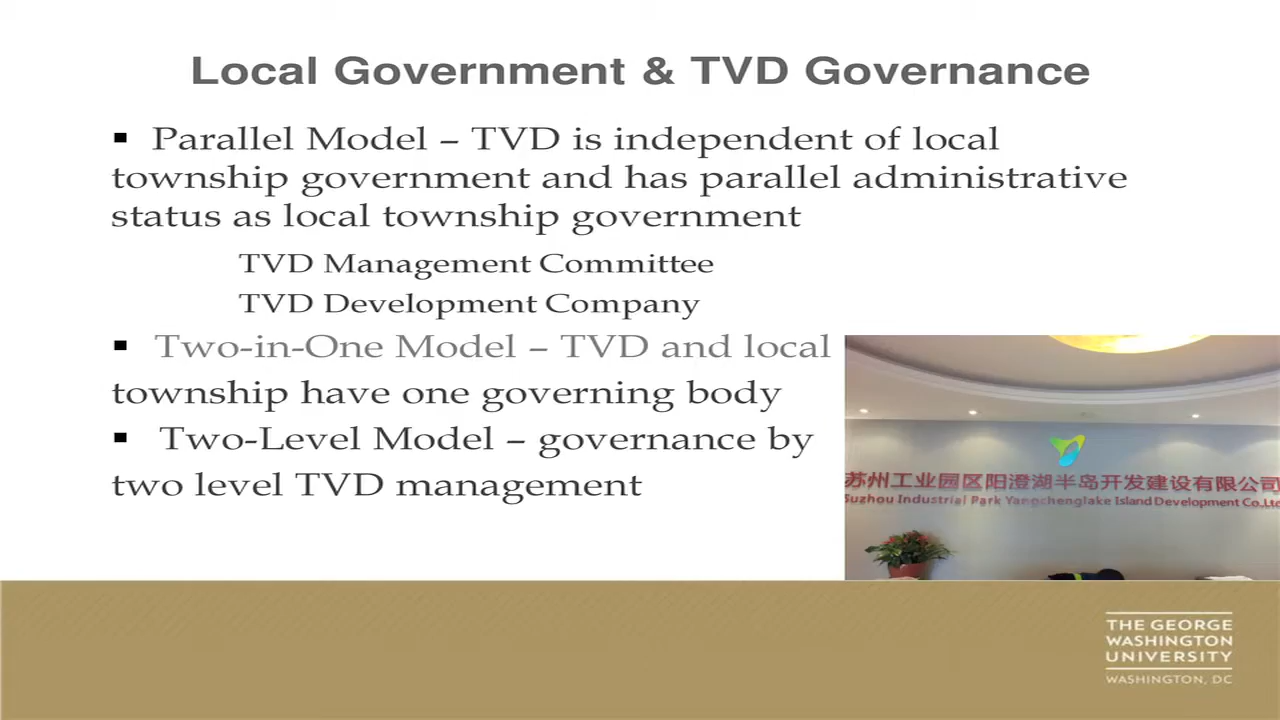 Local Government & TVD Governance
▪ Parallel Model – TVD is independent of local
township government and has parallel administrative
status as local township government
TVD Management Committee
TVD Development Company
▪ Two-in-One Model – TVD and local
township have one governing body
▪ Two-Level Model – governance by
two level TVD management
苏州工业园区阳澄湖半岛开发建设有限公司
Suzhou Industrial Park Yangchenglake Island Development Co.,Ltd
THE GEORGE
WASHINGTON
UNIVERSITY
WASHINGTON, DC